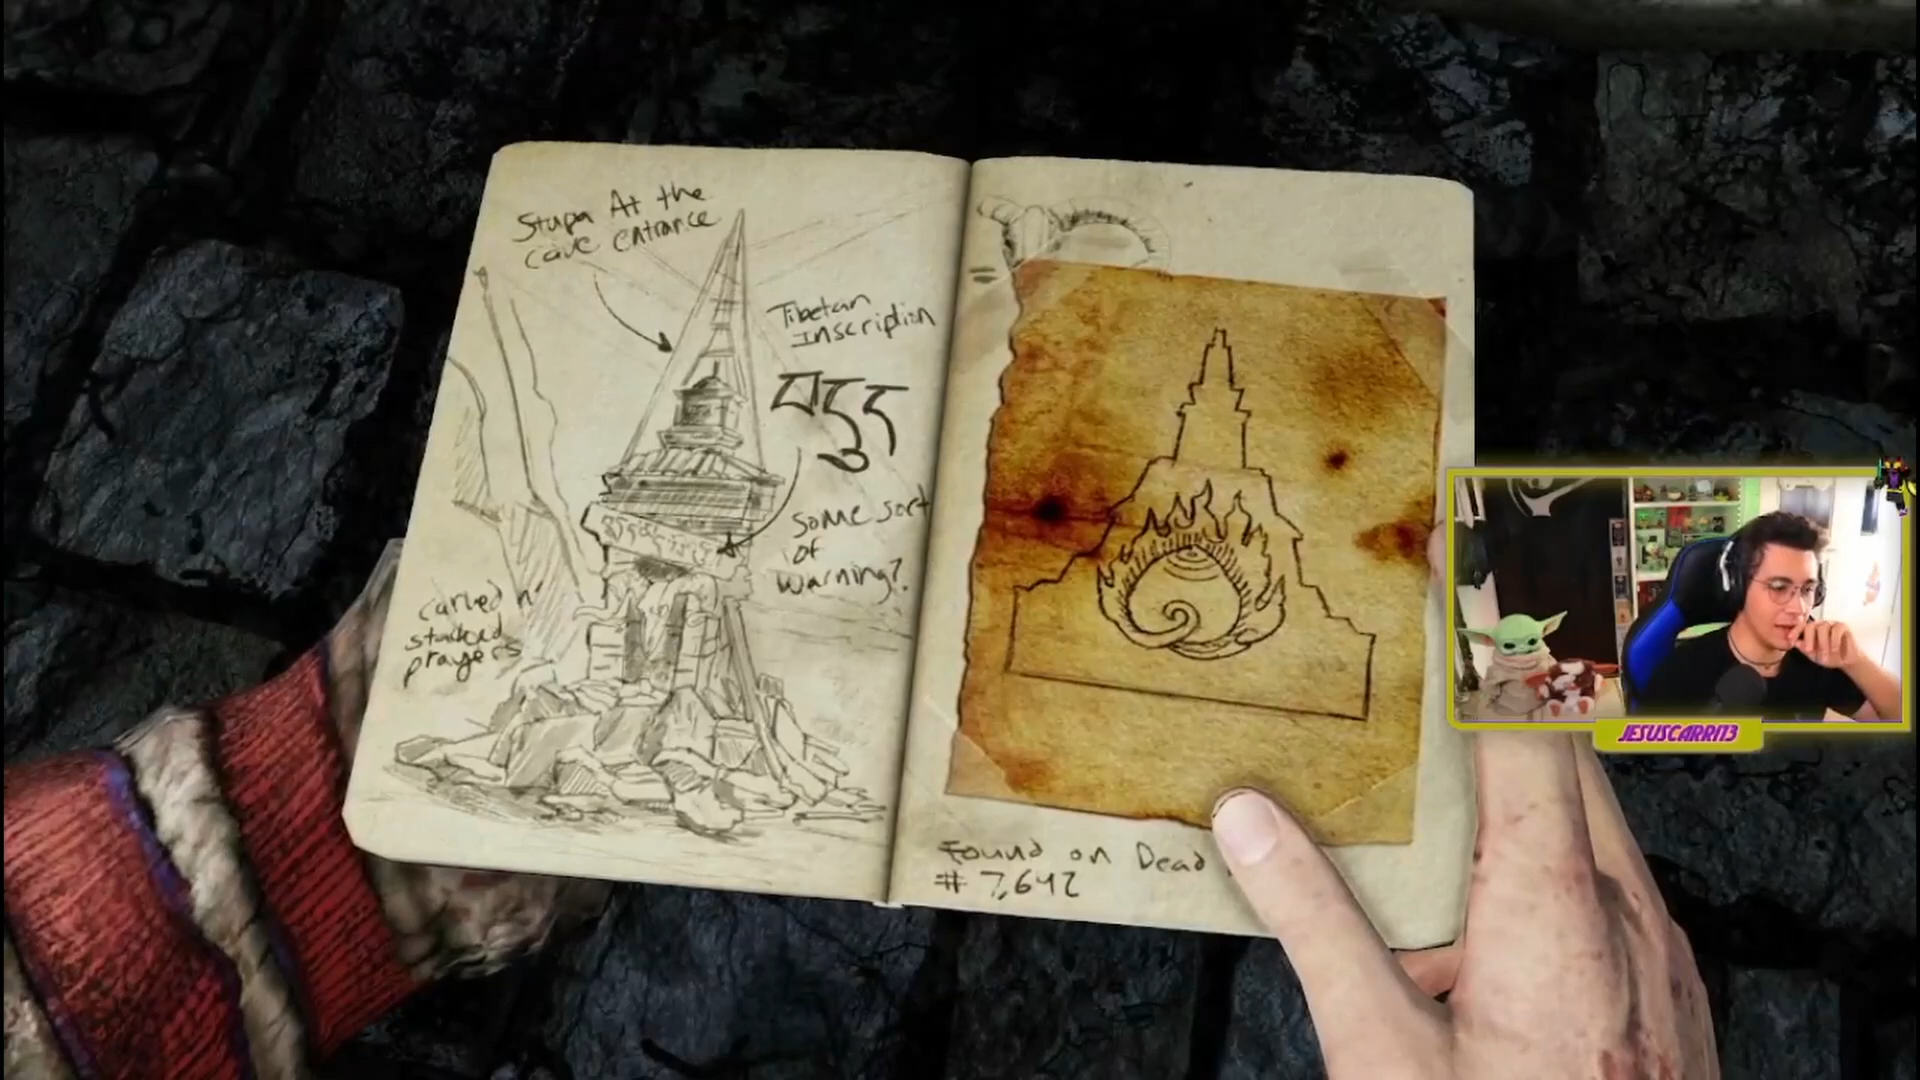 Stupa At the
cave entrance
Tibetan
Inscription
བདུད
Some sort
of
warning?
carved n'
stacked
prayers
Found on Dead
# 7,642
JESUSCARRI13